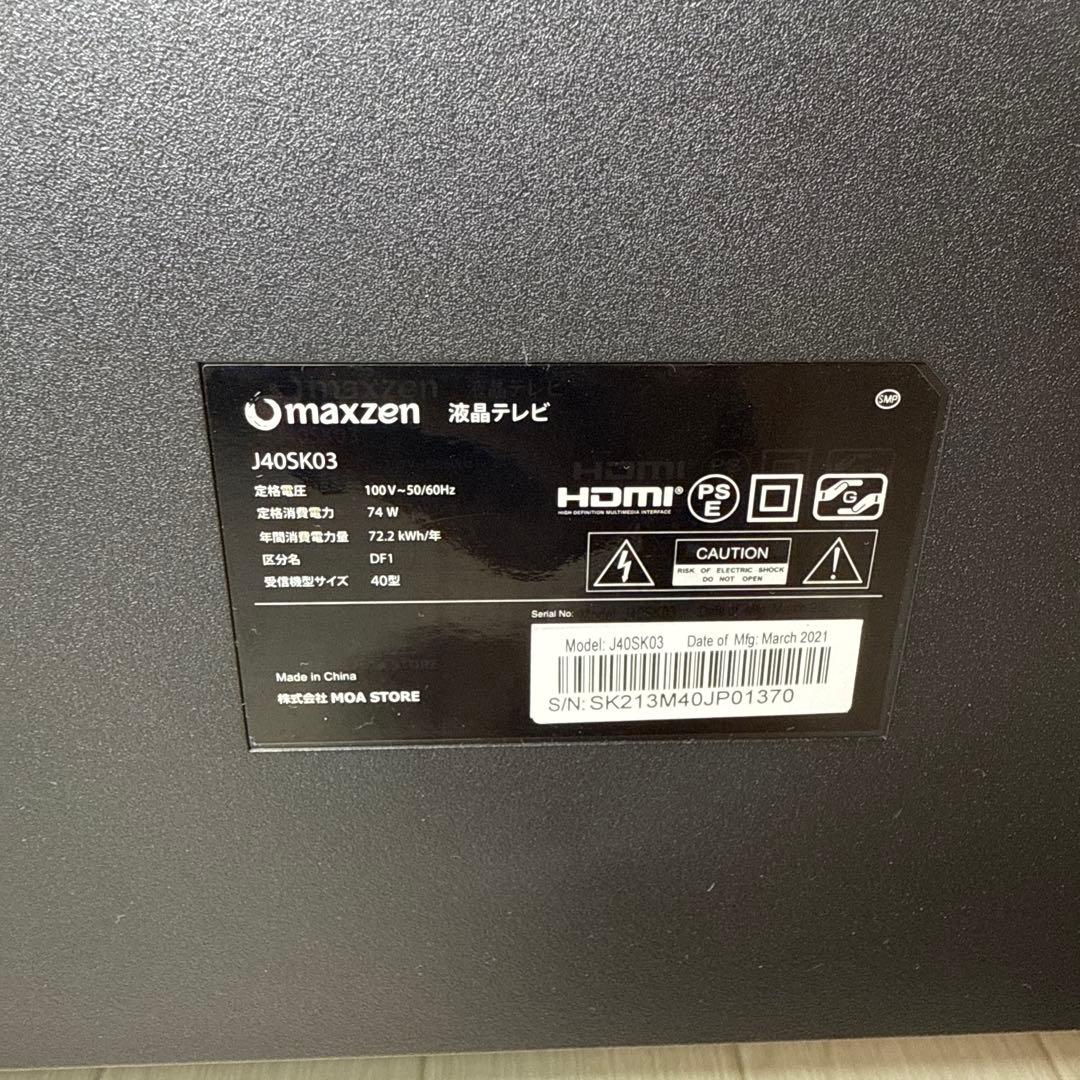 maxzen 液晶テレビ
SMP
J40SK03
定格電圧 100V~50/60Hz
定格消費電力 74 W
年間消費電力量 72.2 kWh/年
区分名 DF1
受信機型サイズ 40型
HDMI®
HIGH-DEFINITION MULTIMEDIA INTERFACE
PS
E
G
CAUTION
RISK OF ELECTRIC SHOCK
DO NOT OPEN
Serial No:
Model: J40SK03 Date of Mfg: March 2021
S/N: SK213M40JP01370
Made in China
株式会社 MOA STORE